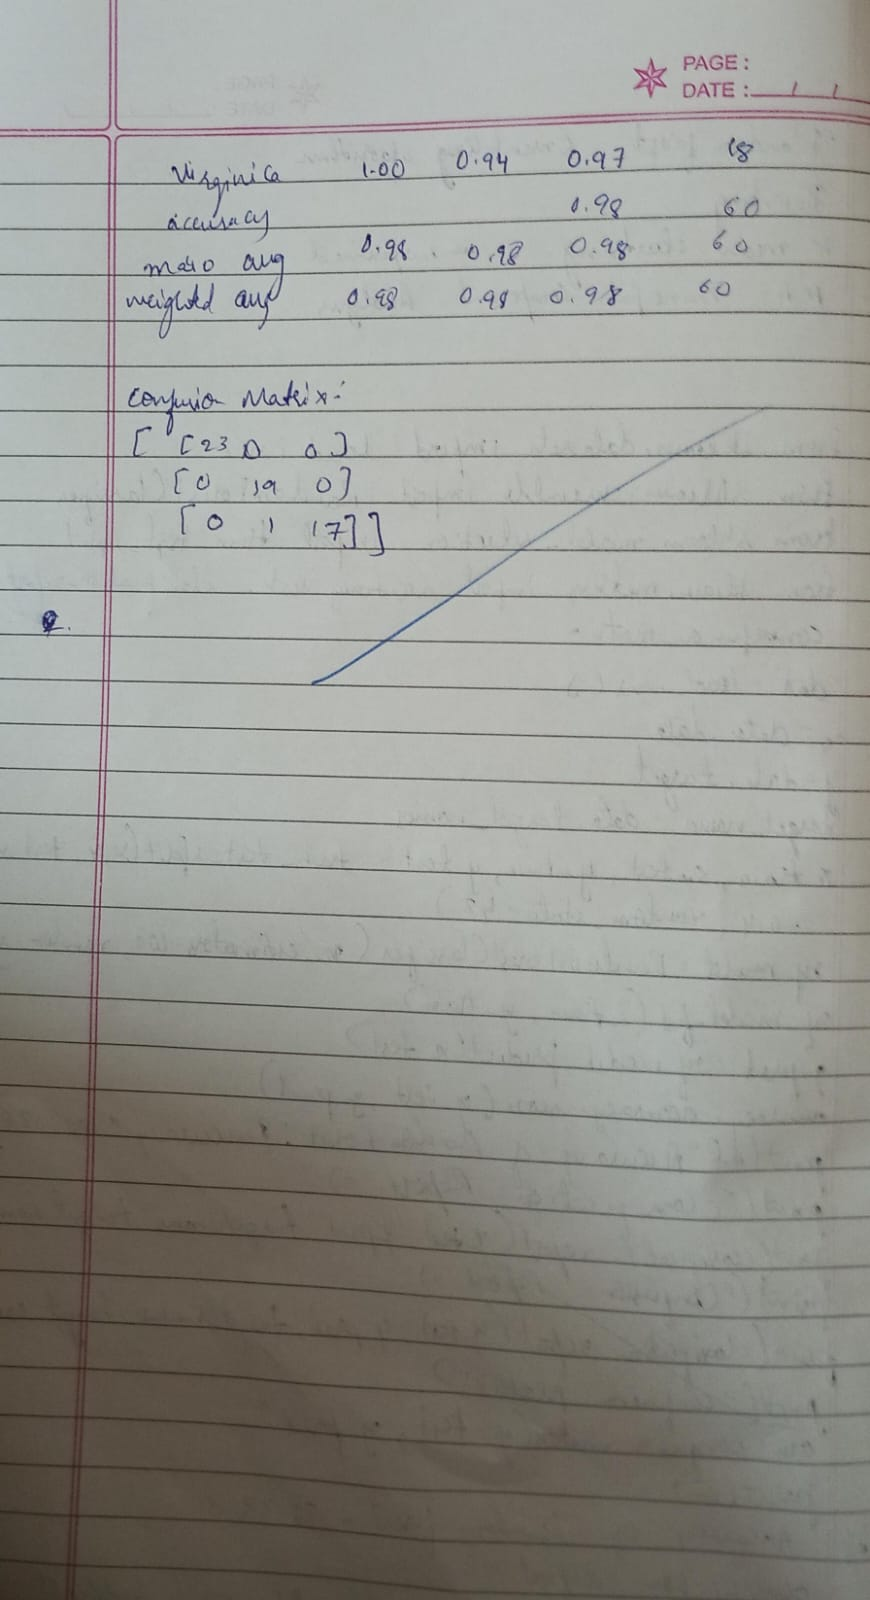 PAGE :
DATE : / /
Virginica 1.00 0.94 0.97 18
accuracy 0.98 60
macro avg 0.98 0.98 0.98 60
weighted avg 0.98 0.98 0.98 60
Confusion Matrix:-
[ [23 0 0]
[0 19 0]
[0 1 17]]